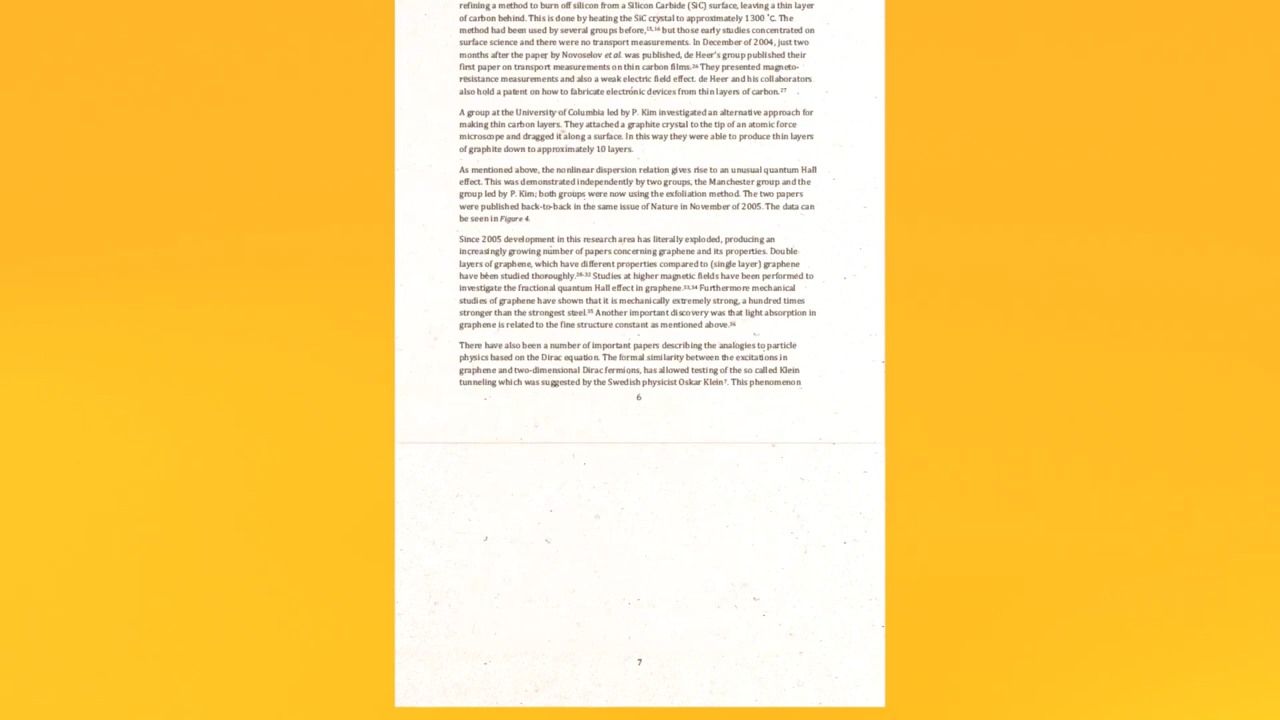 refining a method to burn off silicon from a Silicon Carbide (SiC) surface, leaving a thin layer
of carbon behind. This is done by heating the SiC crystal to approximately 1300 ˚C. The
method had been used by several groups before,¹⁵,¹⁶ but those early studies concentrated on
surface science and there were no transport measurements. In December of 2004, just two
months after the paper by Novoselov et al. was published, de Heer's group published their
first paper on transport measurements on thin carbon films.²⁶ They presented magneto-
resistance measurements and also a weak electric field effect. de Heer and his collaborators
also hold a patent on how to fabricate electronic devices from thin layers of carbon.²⁷
A group at the University of Columbia led by P. Kim investigated an alternative approach for
making thin carbon layers. They attached a graphite crystal to the tip of an atomic force
microscope and dragged it along a surface. In this way they were able to produce thin layers
of graphite down to approximately 10 layers.
As mentioned above, the nonlinear dispersion relation gives rise to an unusual quantum Hall
effect. This was demonstrated independently by two groups, the Manchester group and the
group led by P. Kim; both groups were now using the exfoliation method. The two papers
were published back-to-back in the same issue of Nature in November of 2005. The data can
be seen in Figure 4.
Since 2005 development in this research area has literally exploded, producing an
increasingly growing number of papers concerning graphene and its properties. Double
layers of graphene, which have different properties compared to (single layer) graphene
have been studied thoroughly.²⁸⁻³² Studies at higher magnetic fields have been performed to
investigate the fractional quantum Hall effect in graphene.³³,³⁴ Furthermore mechanical
studies of graphene have shown that it is mechanically extremely strong, a hundred times
stronger than the strongest steel.³⁵ Another important discovery was that light absorption in
graphene is related to the fine structure constant as mentioned above.³⁶
There have also been a number of important papers describing the analogies to particle
physics based on the Dirac equation. The formal similarity between the excitations in
graphene and two-dimensional Dirac fermions, has allowed testing of the so called Klein
tunneling which was suggested by the Swedish physicist Oskar Klein⁷. This phenomenon
6
7